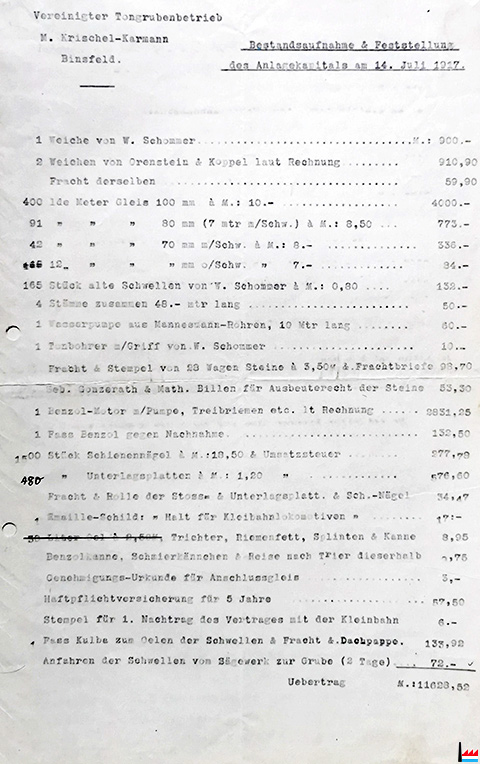 Vereinigter Tongrubenbetrieb
M. Krischel-Karmann
Binsfeld.
Bestandsaufnahme & Feststellung
des Anlagekapitals am 14. Juli 1927.
1 Weiche von W. Schommer..........................M.: 900.-
2 Weichen von Orenstein & Koppel laut Rechnung ......... 910,90
Fracht derselben .................................. 59,90
400 lde Meter Gleis 100 mm à M.: 10.- ................ 4000.-
91 " " " 80 mm (7 mtr m/Schw.) à M.: 8,50 ... 773.-
42 " " " 70 mm m/Schw. à M.: 8.- ......... 336.-
12 " " " " mm o/Schw. " 7.- ......... 84.-
165 Stück alte Schwellen von W. Schommer à M.: 0,80 .... 132.-
4 Stämme zusammen 48.- mtr lang ................... 50.-
1 Wasserpumpe aus Mannesmann-Röhren, 10 Mtr lang ...... 60.-
1 Tonbohrer m/Griff von W. Schommer ............... 10.-
Fracht & Stempel von 28 Wagen Steine à 3,50 & Frachtbriefe 98,70
Geb. Gonzerath & Math. Billen für Ausbeuterecht der Steine 53,30
1 Benzol-Motor m/Pumpe, Treibriemen etc. lt Rechnung ...... 2831,25
1 Fass Benzol gegen Nachnahme. ........................ 132,50
Stück Schienennägel à M.:18,50 & Umsatzsteuer ...... 277,78
480 " Unterlagsplatten à M.: 1,20 " ...... 576,60
Fracht & Rolle der Stoss= & Unterlagsplatt. & Sch.-Nägel 34,47
1 Emaille-Schild: " Halt für Kleibahnlokomotiven " ...... 17.-
Trichter, Riemenfett, Splinten & Kanne 8,95
Benzolkanne, Schmierkännchen & Reise nach Trier dieserhalb
Genehmigungs-Urkunde für Anschlussgleis ............... 3,-
Haftpflichtversicherung für 5 Jahre .................. 57,50
Stempel für 1. Nachtrag des Vertrages mit der Kleinbahn 6.-
1 Fass Kulba zum Oelen der Schwellen & Fracht & Dachpappe. 133,92
Anfahren der Schwellen vom Sägewerk zur Grube (2 Tage).... 72.-
Uebertrag M.:11628,52